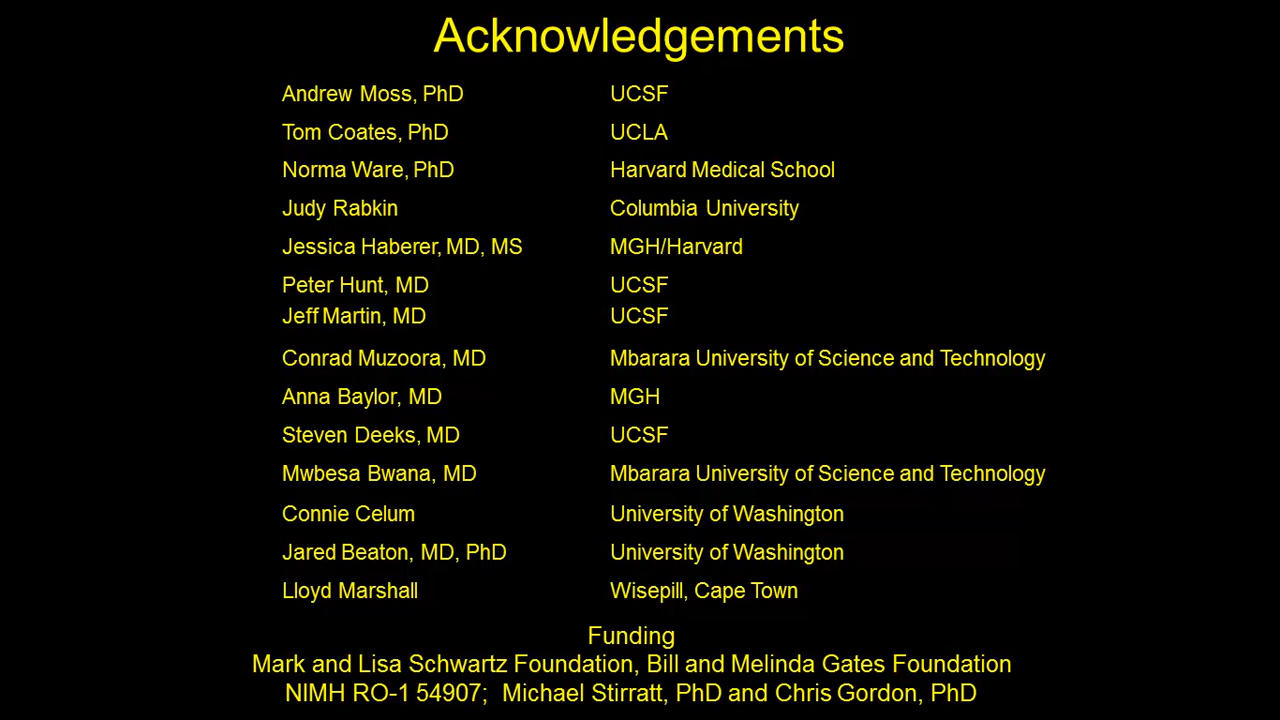 Acknowledgements
Andrew Moss, PhD UCSF
Tom Coates, PhD UCLA
Norma Ware, PhD Harvard Medical School
Judy Rabkin Columbia University
Jessica Haberer, MD, MS MGH/Harvard
Peter Hunt, MD UCSF
Jeff Martin, MD UCSF
Conrad Muzoora, MD Mbarara University of Science and Technology
Anna Baylor, MD MGH
Steven Deeks, MD UCSF
Mwbesa Bwana, MD Mbarara University of Science and Technology
Connie Celum University of Washington
Jared Beaton, MD, PhD University of Washington
Lloyd Marshall Wisepill, Cape Town
Funding
Mark and Lisa Schwartz Foundation, Bill and Melinda Gates Foundation
NIMH RO-1 54907; Michael Stirratt, PhD and Chris Gordon, PhD